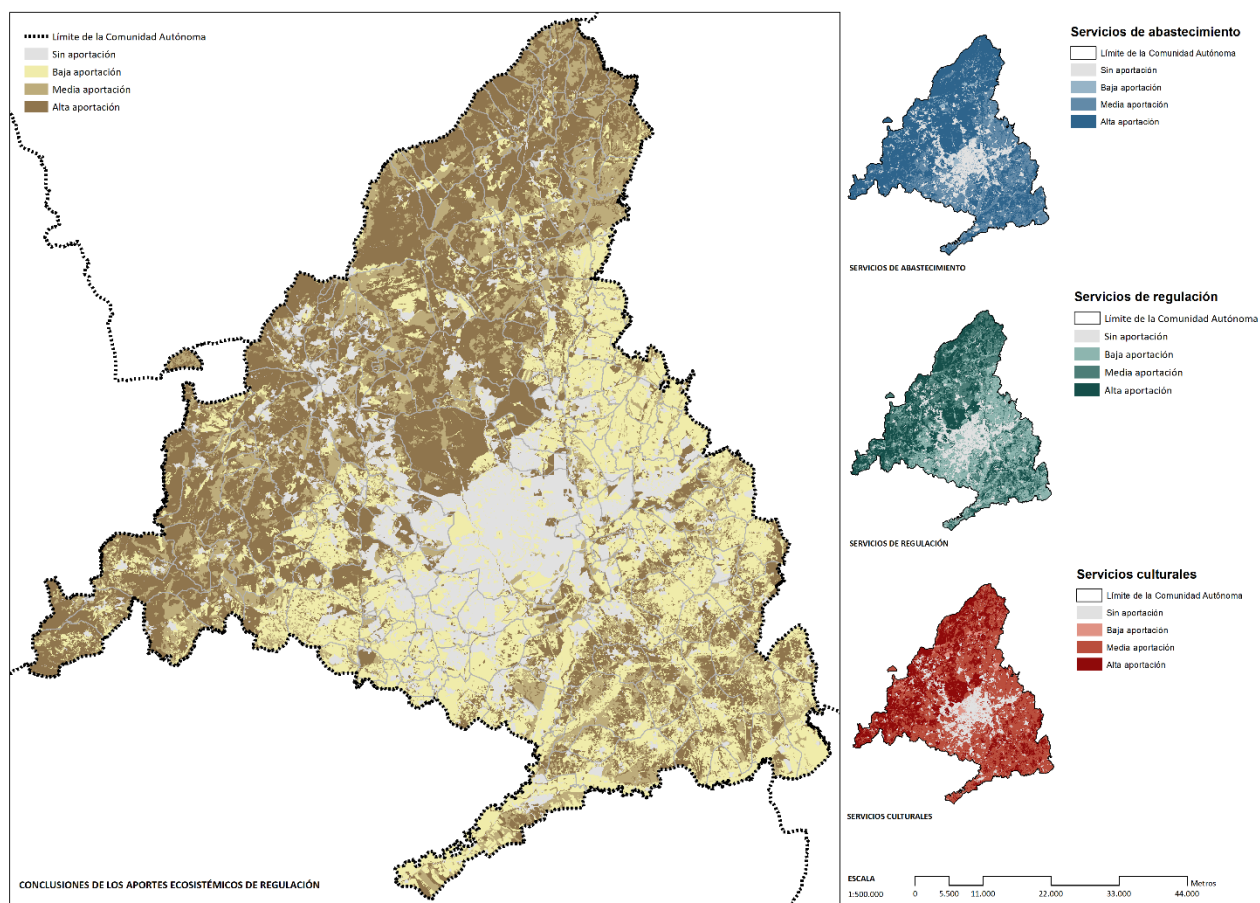 Límite de la Comunidad Autónoma
Sin aportación
Baja aportación
Media aportación
Alta aportación
CONCLUSIONES DE LOS APORTES ECOSISTÉMICOS DE REGULACIÓN
Servicios de abastecimiento
Límite de la Comunidad Autónoma
Sin aportación
Baja aportación
Media aportación
Alta aportación
SERVICIOS DE ABASTECIMIENTO
Servicios de regulación
Límite de la Comunidad Autónoma
Sin aportación
Baja aportación
Media aportación
Alta aportación
SERVICIOS DE REGULACIÓN
Servicios culturales
Límite de la Comunidad Autónoma
Sin aportación
Baja aportación
Media aportación
Alta aportación
SERVICIOS CULTURALES
ESCALA
Metros
1:500.000 0 5.500 11.000 22.000 33.000 44.000